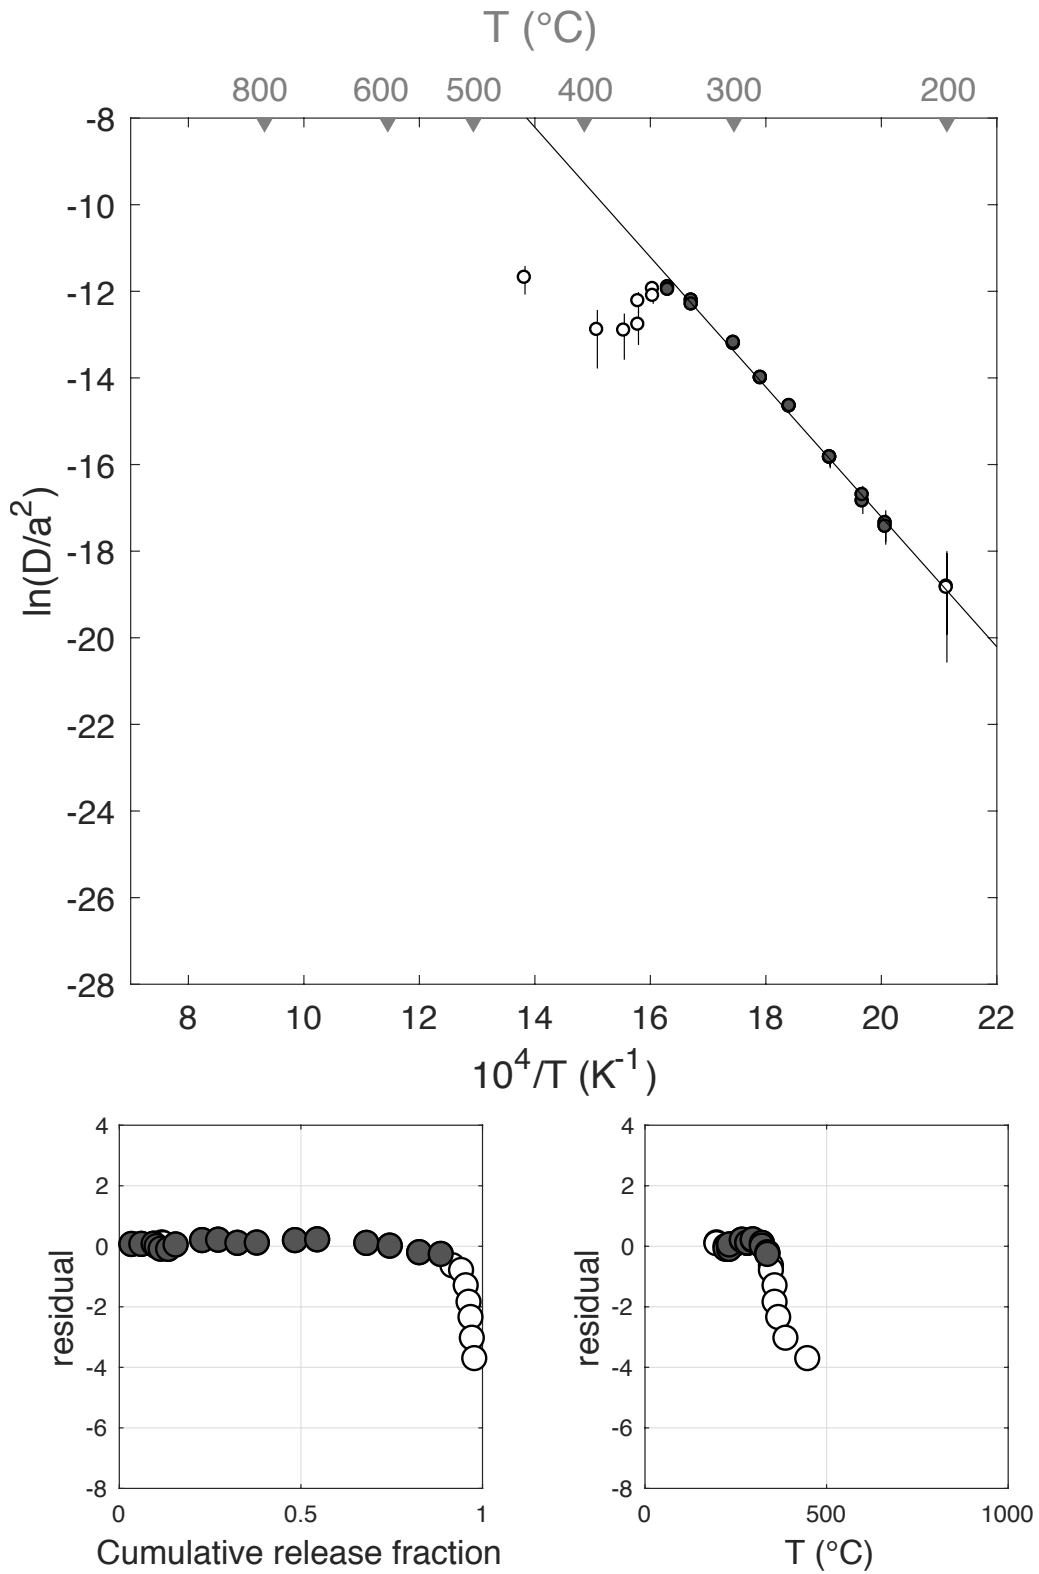 T (°C)
800 600 500 400 300 200
-8
-10
-12
-14
-16
-18
-20
-22
-24
-26
-28
ln(D/a²)
8 10 12 14 16 18 20 22
10⁴/T (K⁻¹)
4
2
0
-2
-4
-6
-8
residual
0 0.5 1
Cumulative release fraction
4
2
0
-2
-4
-6
-8
residual
0 500 1000
T (°C)